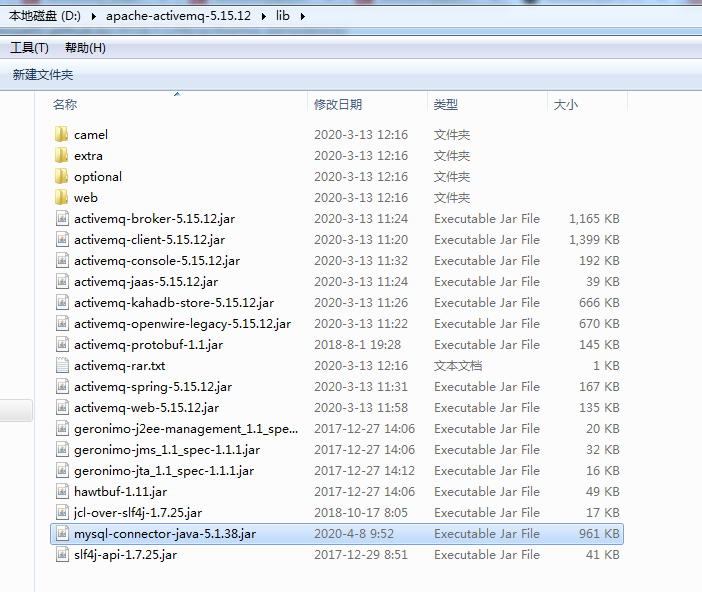 本地磁盘 (D:) apache-activemq-5.15.12 lib
工具(T) 帮助(H)
新建文件夹
名称 修改日期 类型 大小
camel 2020-3-13 12:16 文件夹
extra 2020-3-13 12:16 文件夹
optional 2020-3-13 12:16 文件夹
web 2020-3-13 12:16 文件夹
activemq-broker-5.15.12.jar 2020-3-13 11:24 Executable Jar File 1,165 KB
activemq-client-5.15.12.jar 2020-3-13 11:20 Executable Jar File 1,399 KB
activemq-console-5.15.12.jar 2020-3-13 11:32 Executable Jar File 192 KB
activemq-jaas-5.15.12.jar 2020-3-13 11:24 Executable Jar File 39 KB
activemq-kahadb-store-5.15.12.jar 2020-3-13 11:26 Executable Jar File 666 KB
activemq-openwire-legacy-5.15.12.jar 2020-3-13 11:22 Executable Jar File 670 KB
activemq-protobuf-1.1.jar 2018-8-1 19:28 Executable Jar File 145 KB
activemq-rar.txt 2020-3-13 12:16 文本文档 1 KB
activemq-spring-5.15.12.jar 2020-3-13 11:31 Executable Jar File 167 KB
activemq-web-5.15.12.jar 2020-3-13 11:58 Executable Jar File 135 KB
geronimo-j2ee-management_1.1_spe... 2017-12-27 14:06 Executable Jar File 20 KB
geronimo-jms_1.1_spec-1.1.1.jar 2017-12-27 14:06 Executable Jar File 32 KB
geronimo-jta_1.1_spec-1.1.1.jar 2017-12-27 14:12 Executable Jar File 16 KB
hawtbuf-1.11.jar 2017-12-27 14:06 Executable Jar File 49 KB
jcl-over-slf4j-1.7.25.jar 2018-10-17 8:05 Executable Jar File 17 KB
mysql-connector-java-5.1.38.jar 2020-4-8 9:52 Executable Jar File 961 KB
slf4j-api-1.7.25.jar 2017-12-29 8:51 Executable Jar File 41 KB